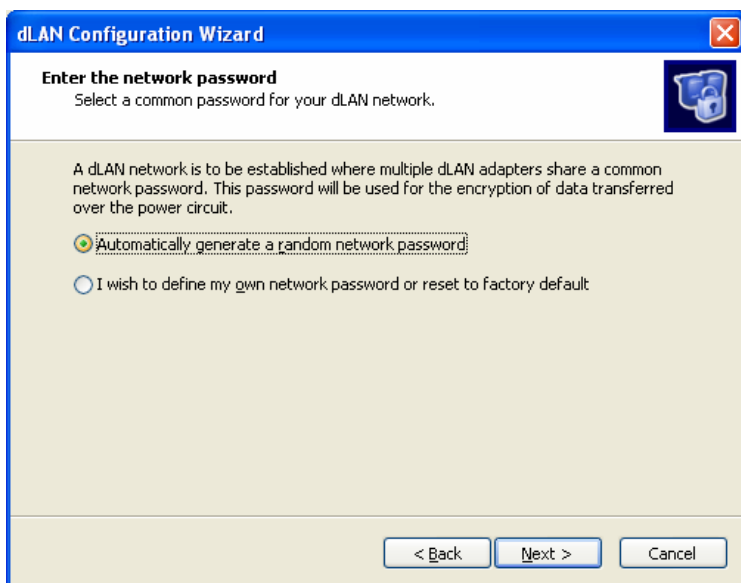 dLAN Configuration Wizard
Enter the network password
Select a common password for your dLAN network.
A dLAN network is to be established where multiple dLAN adapters share a common
network password. This password will be used for the encryption of data transferred
over the power circuit.
Automatically generate a random network password
I wish to define my own network password or reset to factory default
< Back Next > Cancel